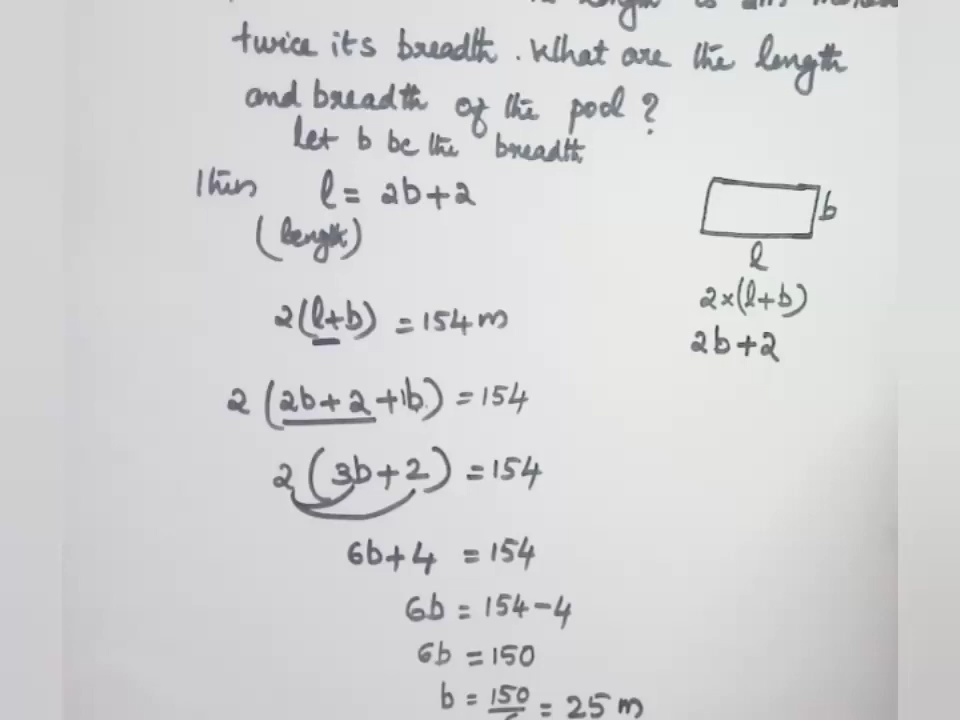 twice its breadth. What are the length
and breadth of the pool?
let b be the breadth
Thus l = 2b+2
(length)
b
l
2×(l+b)
2b+2
2(l+b) = 154m
2(2b+2+1b) = 154
2(3b+2) = 154
6b+4 = 154
6b = 154-4
6b = 150
b = 150/6 = 25 m